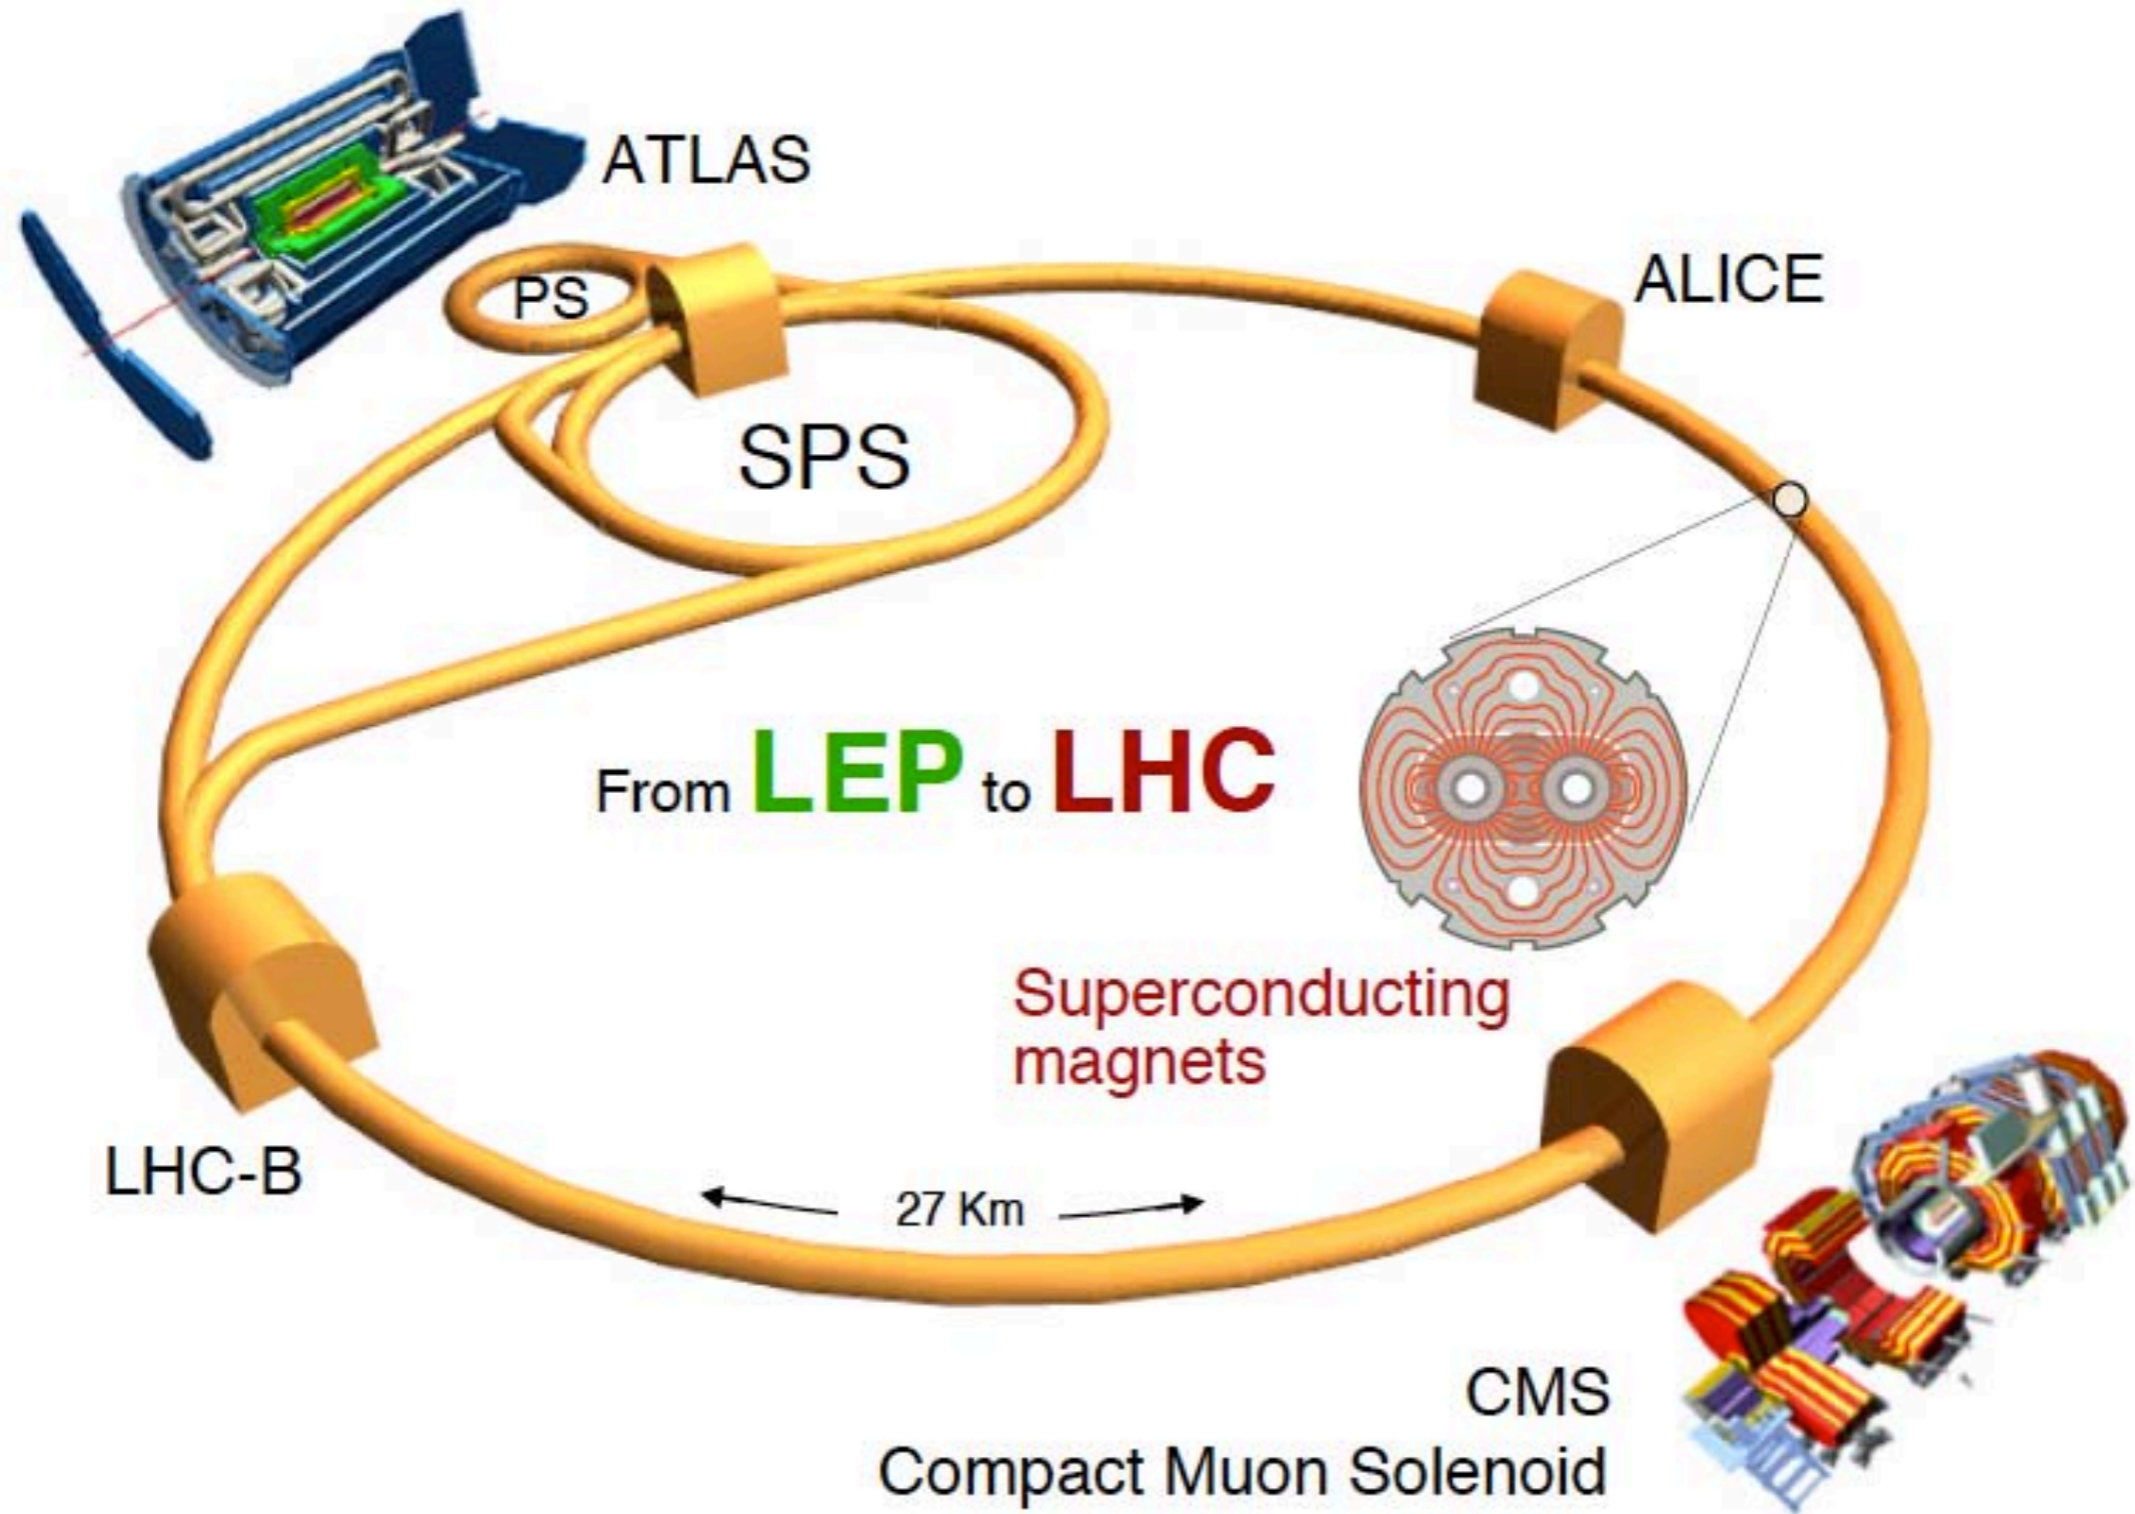 ATLAS
PS
ALICE
SPS
From LEP to LHC
Superconducting
magnets
LHC-B
27 Km
CMS
Compact Muon Solenoid